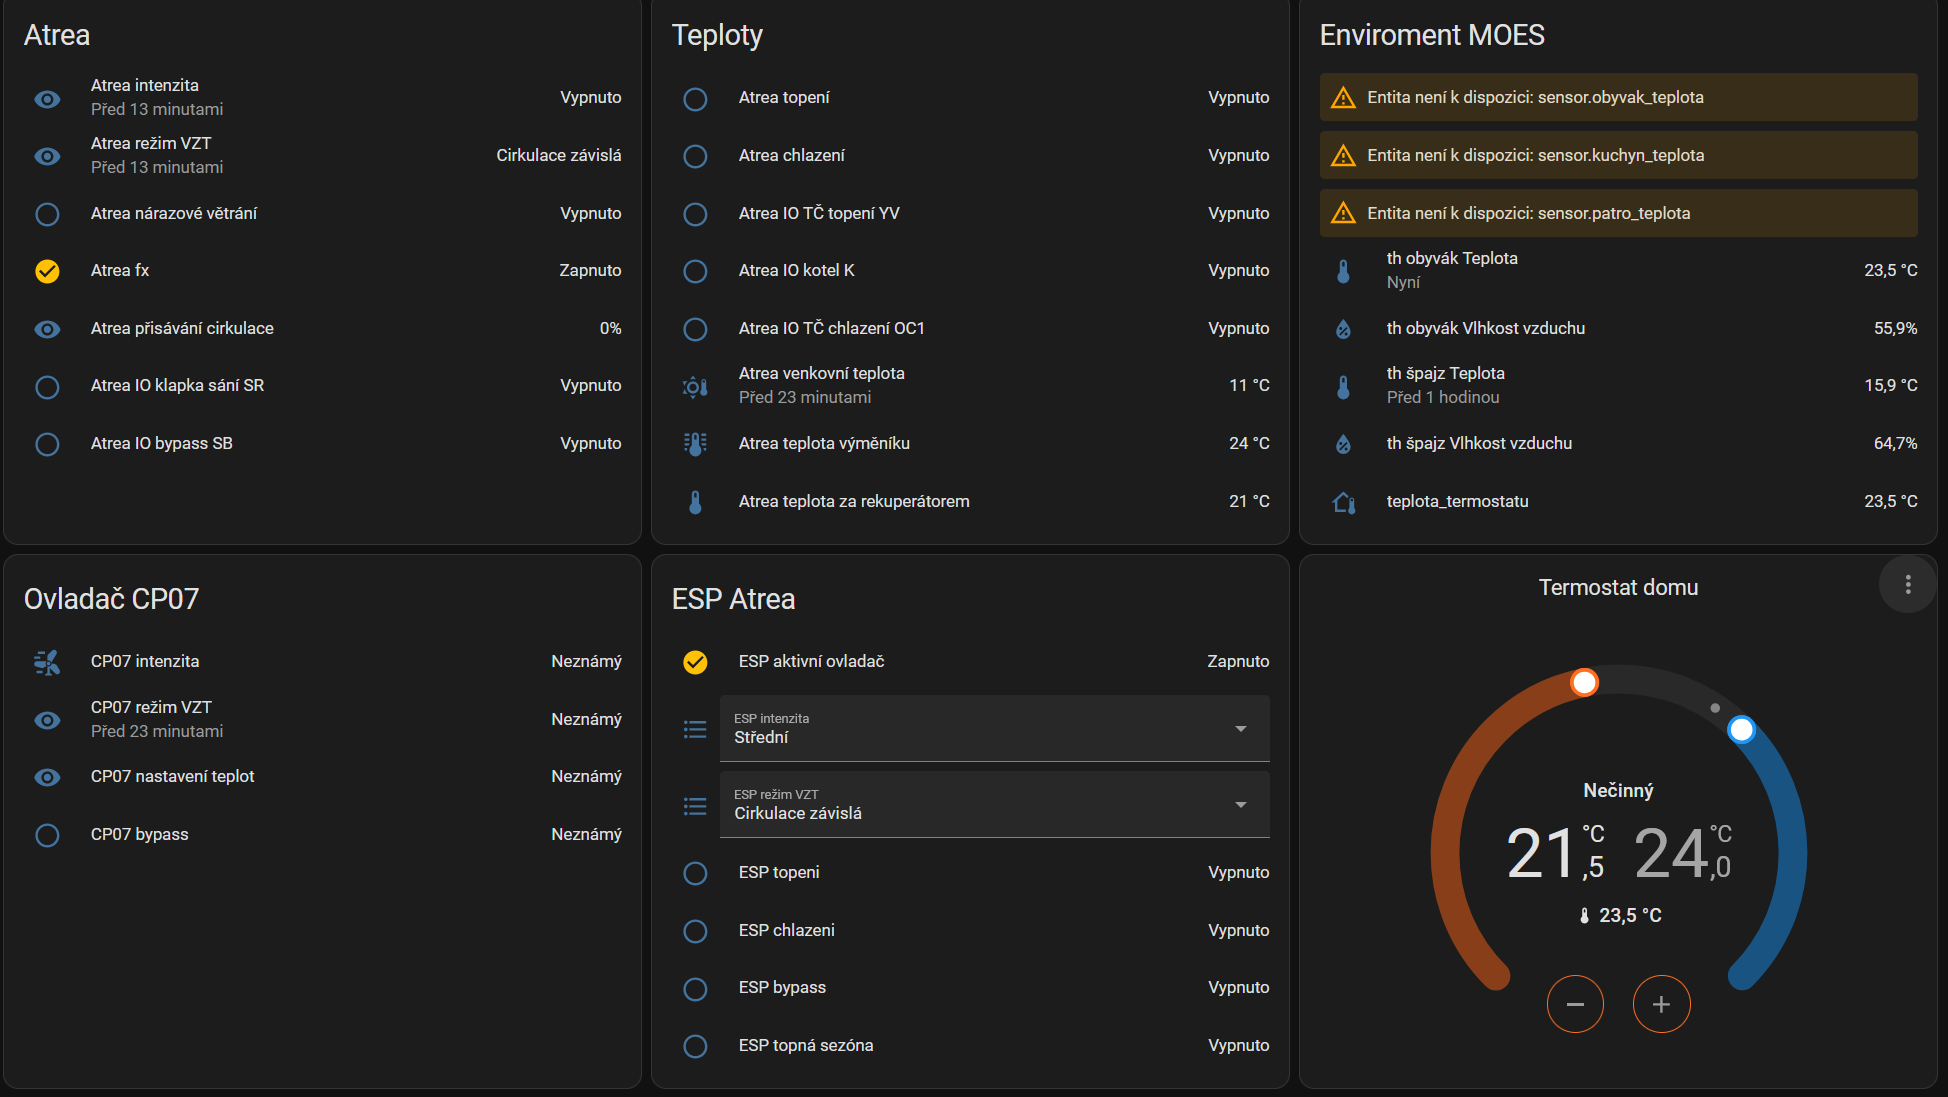 Atrea
Atrea intenzita
Před 13 minutami
Vypnuto
Atrea režim VZT
Před 13 minutami
Cirkulace závislá
Atrea nárazové větrání
Vypnuto
Atrea fx
Zapnuto
Atrea přisávání cirkulace
0%
Atrea IO klapka sání SR
Vypnuto
Atrea IO bypass SB
Vypnuto
Teploty
Atrea topení
Vypnuto
Atrea chlazení
Vypnuto
Atrea IO TČ topení YV
Vypnuto
Atrea IO kotel K
Vypnuto
Atrea IO TČ chlazení OC1
Vypnuto
Atrea venkovní teplota
Před 23 minutami
11 °C
Atrea teplota výměníku
24 °C
Atrea teplota za rekuperátorem
21 °C
Enviroment MOES
Entita není k dispozici: sensor.obyvak_teplota
Entita není k dispozici: sensor.kuchyn_teplota
Entita není k dispozici: sensor.patro_teplota
th obyvák Teplota
Nyní
23,5 °C
th obyvák Vlhkost vzduchu
55,9%
th špajz Teplota
Před 1 hodinou
15,9 °C
th špajz Vlhkost vzduchu
64,7%
teplota_termostatu
23,5 °C
Ovladač CP07
CP07 intenzita
Neznámý
CP07 režim VZT
Před 23 minutami
Neznámý
CP07 nastavení teplot
Neznámý
CP07 bypass
Neznámý
ESP Atrea
ESP aktivní ovladač
Zapnuto
ESP intenzita
Střední
ESP režim VZT
Cirkulace závislá
ESP topeni
Vypnuto
ESP chlazeni
Vypnuto
ESP bypass
Vypnuto
ESP topná sezóna
Vypnuto
Termostat domu
Nečinný
21,5 °C 24,0 °C
23,5 °C